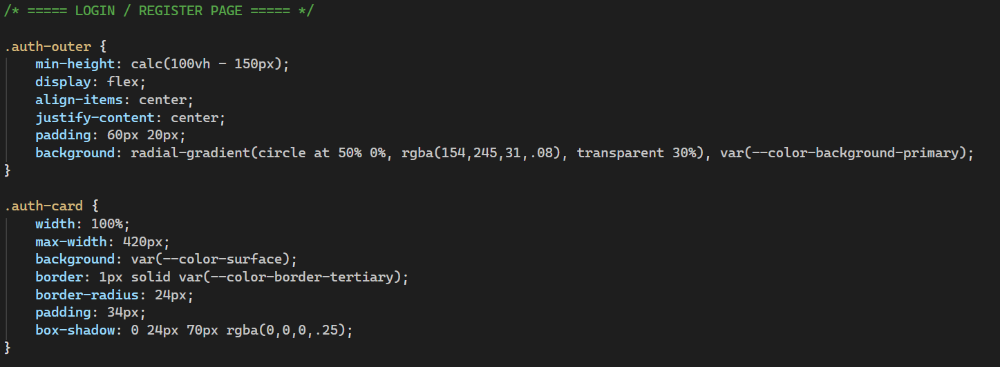 /* ===== LOGIN / REGISTER PAGE ===== */
.auth-outer {
min-height: calc(100vh - 150px);
display: flex;
align-items: center;
justify-content: center;
padding: 60px 20px;
background: radial-gradient(circle at 50% 0%, rgba(154,245,31,.08), transparent 30%), var(--color-background-primary);
}
.auth-card {
width: 100%;
max-width: 420px;
background: var(--color-surface);
border: 1px solid var(--color-border-tertiary);
border-radius: 24px;
padding: 34px;
box-shadow: 0 24px 70px rgba(0,0,0,.25);
}